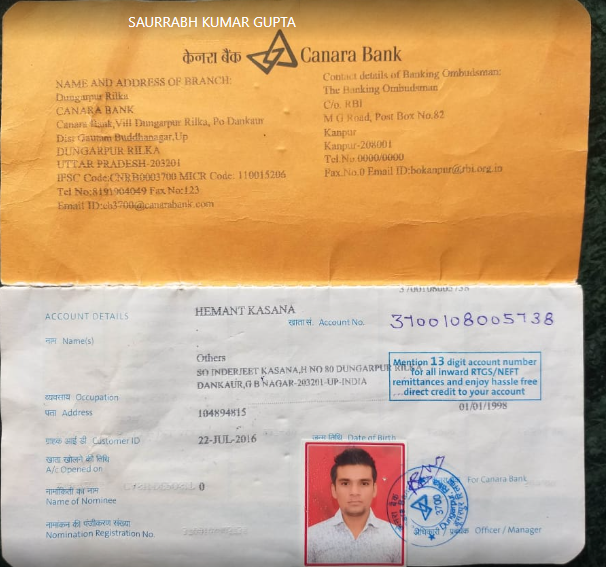 SAURRABH KUMAR GUPTA
केनरा बैंक Canara Bank
NAME AND ADDRESS OF BRANCH:
Dungarpur Rilka
CANARA BANK
Canara Bank,Vill Dungarpur Rilka, Po Dankaur
Dist Gautam Buddhanagar,Up
DUNGARPUR RILKA
UTTAR PRADESH-203201
IFSC Code:CNRB0003700 MICR Code: 110015206
Tel No:8191904049 Fax No:123
Email ID:cb3700@canarabank.com
Contact details of Banking Ombudsman:
The Banking Ombudsman
C/o. RBI
M G Road, Post Box No.82
Kanpur
Kanpur-208001
Tel.No.0000/0000
Fax.No.0 Email ID:bokanpur@rbi.org.in
3700108005738
ACCOUNT DETAILS
HEMANT KASANA
खाता सं. Account No. 3700108005738
नाम Name(s)
Others
SO INDERJEET KASANA,H NO 80 DUNGARPUR RILKA
DANKAUR,G B NAGAR-203201-UP-INDIA
Mention 13 digit account number
for all inward RTGS/NEFT
remittances and enjoy hassle free
direct credit to your account
व्यवसाय Occupation
01/01/1998
पता Address
104894815
ग्राहक आई डी Customer ID
22-JUL-2016
जन्म तिथि Date of Birth
खाता खोलने की तिथि
A/c Opened on
0
नामांकिती का नाम
Name of Nominee
For Canara Bank
नामांकन की पंजीकरण संख्या
Nomination Registration No.
3700
अधिकारी / प्रबंधक Officer / Manager